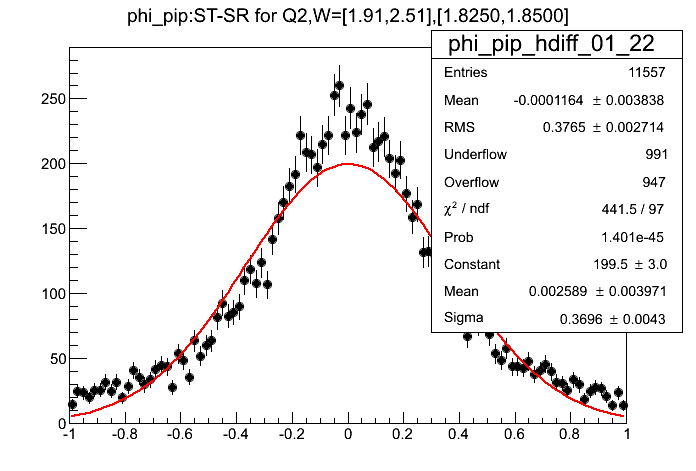 phi_pip:ST-SR for Q2,W=[1.91,2.51],[1.8250,1.8500]
phi_pip_hdiff_01_22
Entries 11557
Mean -0.0001164 ± 0.003838
RMS 0.3765 ± 0.002714
Underflow 991
Overflow 947
χ² / ndf 441.5 / 97
Prob 1.401e-45
Constant 199.5 ± 3.0
Mean 0.002589 ± 0.003971
Sigma 0.3696 ± 0.0043
250
200
150
100
50
0
-1 -0.8 -0.6 -0.4 -0.2 0 0.2 0.4 0.6 0.8 1